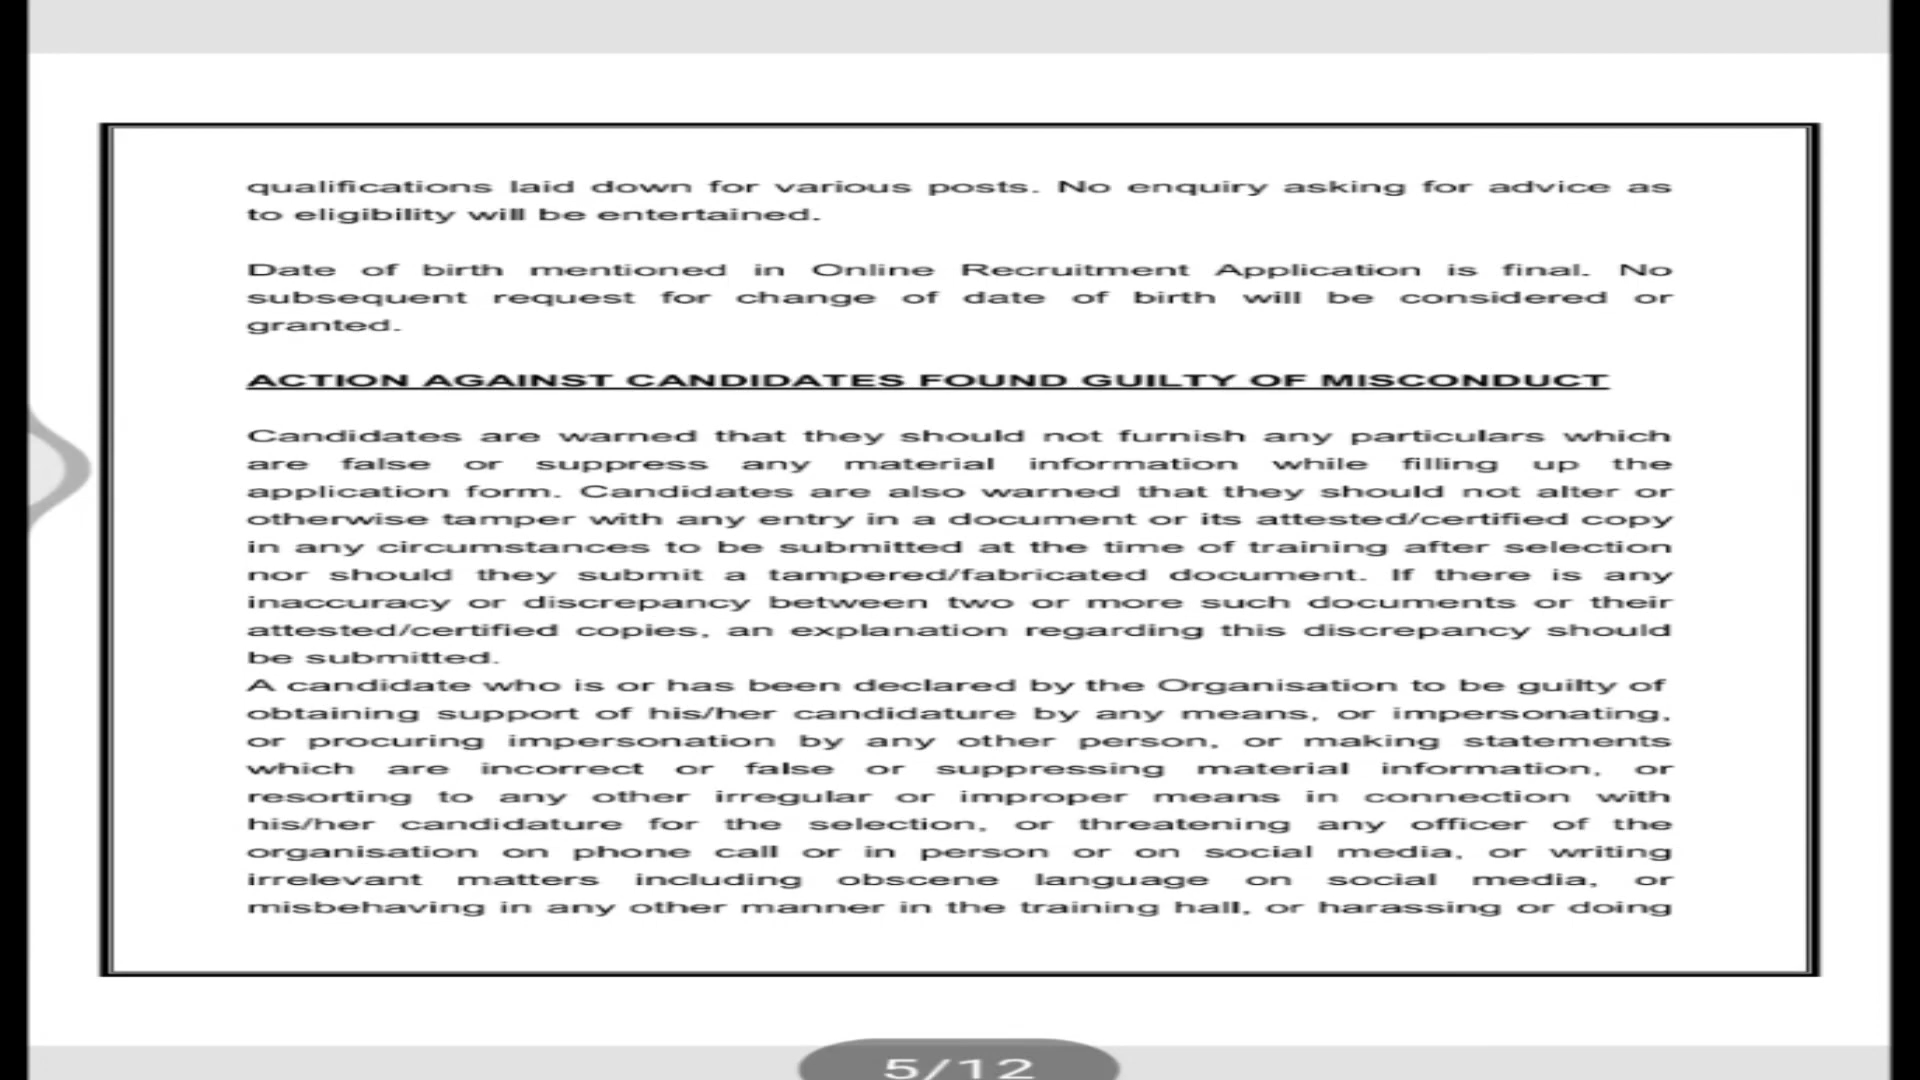 qualifications laid down for various posts. No enquiry asking for advice as
to eligibility will be entertained.
Date of birth mentioned in Online Recruitment Application is final. No
subsequent request for change of date of birth will be considered or
granted.
ACTION AGAINST CANDIDATES FOUND GUILTY OF MISCONDUCT
Candidates are warned that they should not furnish any particulars which
are false or suppress any material information while filling up the
application form. Candidates are also warned that they should not alter or
otherwise tamper with any entry in a document or its attested/certified copy
in any circumstances to be submitted at the time of training after selection
nor should they submit a tampered/fabricated document. If there is any
inaccuracy or discrepancy between two or more such documents or their
attested/certified copies, an explanation regarding this discrepancy should
be submitted.
A candidate who is or has been declared by the Organisation to be guilty of
obtaining support of his/her candidature by any means, or impersonating,
or procuring impersonation by any other person, or making statements
which are incorrect or false or suppressing material information, or
resorting to any other irregular or improper means in connection with
his/her candidature for the selection, or threatening any officer of the
organisation on phone call or in person or on social media, or writing
irrelevant matters including obscene language on social media, or
misbehaving in any other manner in the training hall, or harassing or doing
5/12